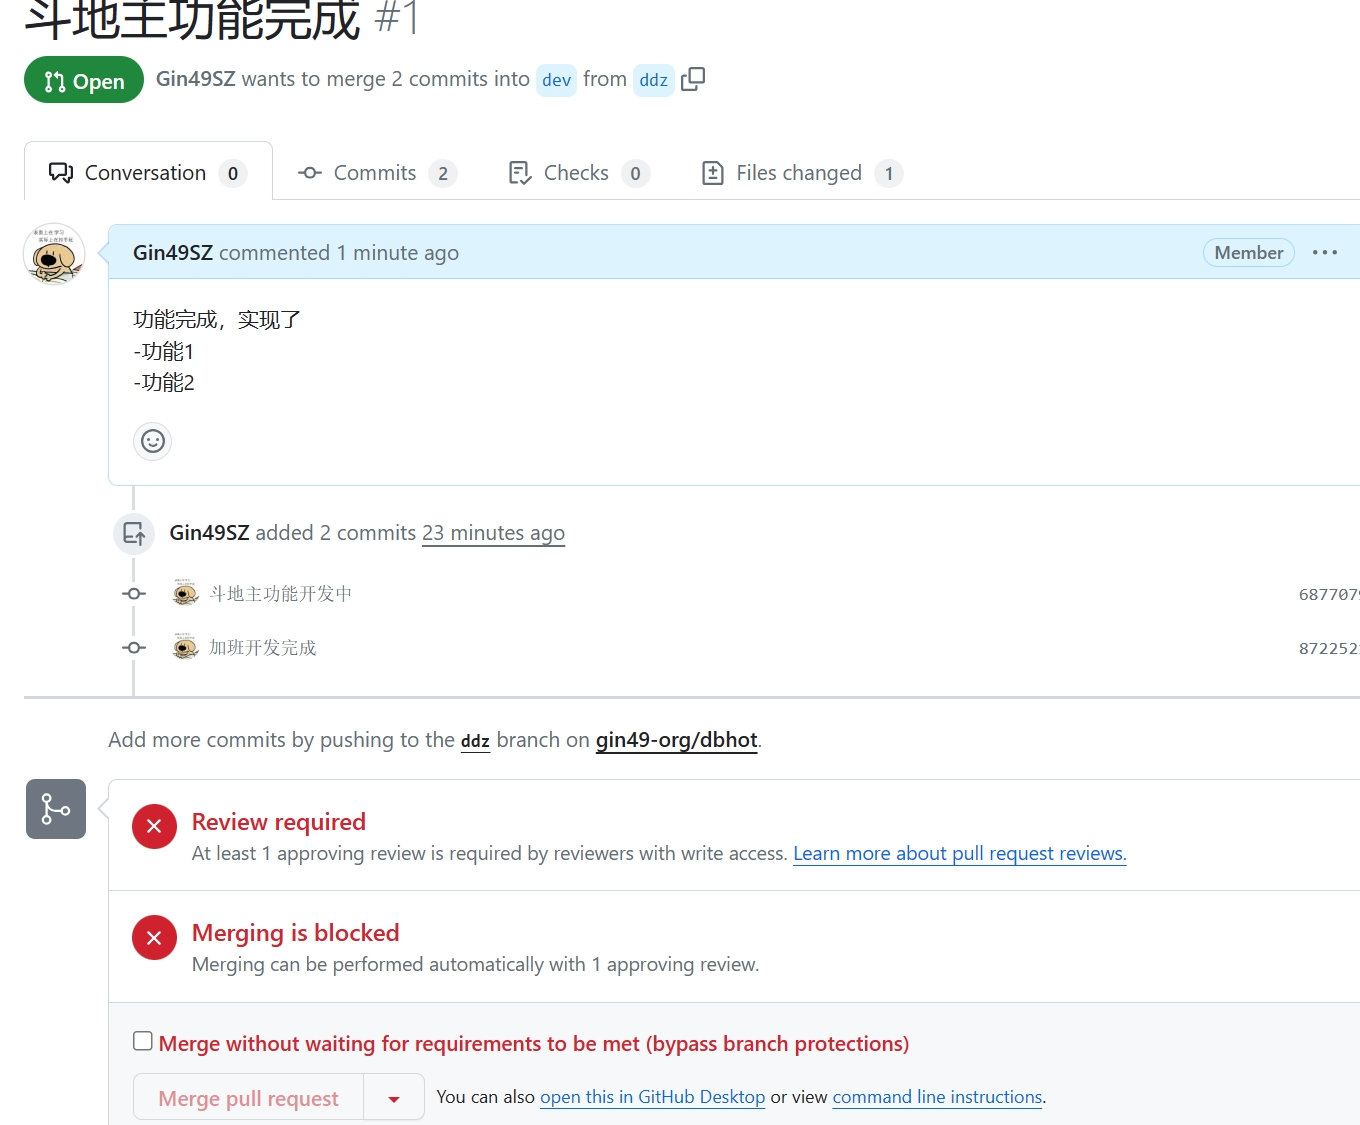 斗地主功能完成 #1
Open Gin49SZ wants to merge 2 commits into dev from ddz
Conversation 0 Commits 2 Checks 0 Files changed 1
Gin49SZ commented 1 minute ago Member
功能完成，实现了
-功能1
-功能2
Gin49SZ added 2 commits 23 minutes ago
斗地主功能开发中 687707
加班开发完成 872252
Add more commits by pushing to the ddz branch on gin49-org/dbhot.
Review required
At least 1 approving review is required by reviewers with write access. Learn more about pull request reviews.
Merging is blocked
Merging can be performed automatically with 1 approving review.
Merge without waiting for requirements to be met (bypass branch protections)
Merge pull request You can also open this in GitHub Desktop or view command line instructions.